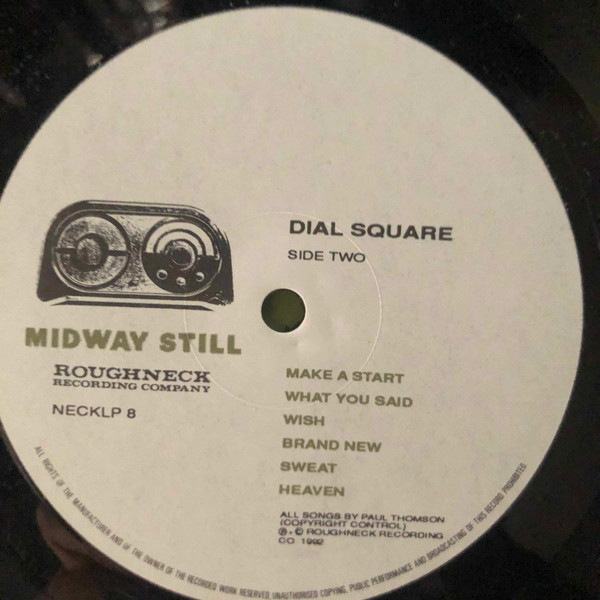 DIAL SQUARE
SIDE TWO
MIDWAY STILL
ROUGHNECK
RECORDING COMPANY
NECKLP 8
MAKE A START
WHAT YOU SAID
WISH
BRAND NEW
SWEAT
HEAVEN
ALL SONGS BY PAUL THOMSON
(COPYRIGHT CONTROL)
℗ + © ROUGHNECK RECORDING
CO 1992
ALL RIGHTS OF THE MANUFACTURER AND OF THE OWNER OF THE RECORDED WORK RESERVED. UNAUTHORISED COPYING, PUBLIC PERFORMANCE AND BROADCASTING OF THIS RECORD PROHIBITED.